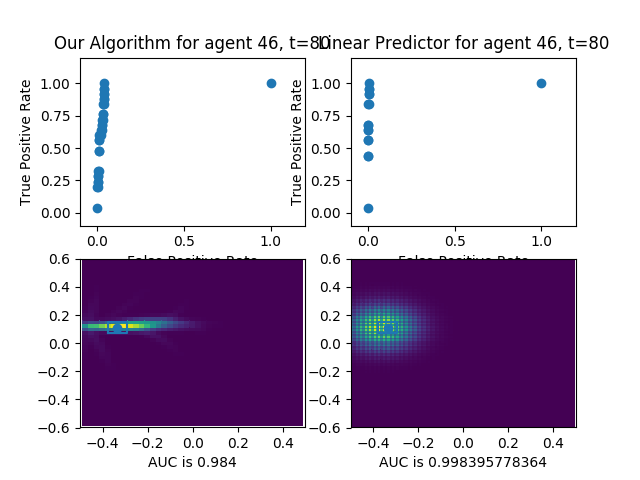 Our Algorithm for agent 46, t=80
Linear Predictor for agent 46, t=80
True Positive Rate
1.00
0.75
0.50
0.25
0.00
0.0 0.5 1.0
False Positive Rate
True Positive Rate
1.00
0.75
0.50
0.25
0.00
0.0 0.5 1.0
False Positive Rate
0.6
0.4
0.2
0.0
−0.2
−0.4
−0.6
−0.4 −0.2 0.0 0.2 0.4
AUC is 0.984
0.6
0.4
0.2
0.0
−0.2
−0.4
−0.6
−0.4 −0.2 0.0 0.2 0.4
AUC is 0.998395778364